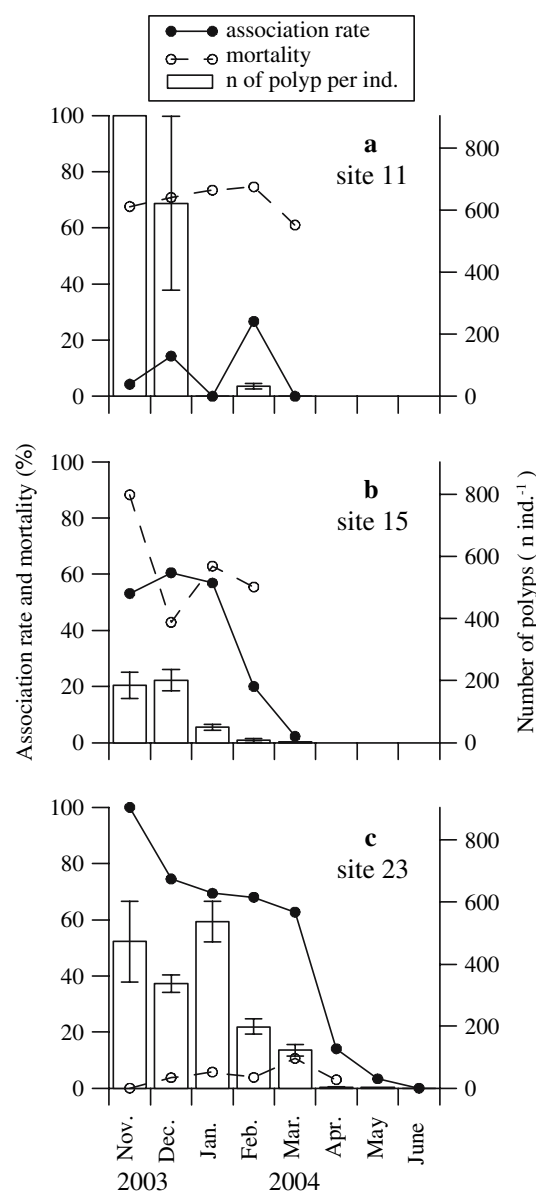 association rate
mortality
n of polyp per ind.
100
80
60
40
20
0
a
site 11
800
600
400
200
0
100
80
60
40
20
0
b
site 15
800
600
400
200
0
Association rate and mortality (%)
Number of polyps ( n ind.⁻¹)
100
80
60
40
20
0
c
site 23
800
600
400
200
0
Nov. Dec. Jan. Feb. Mar. Apr. May June
2003 2004